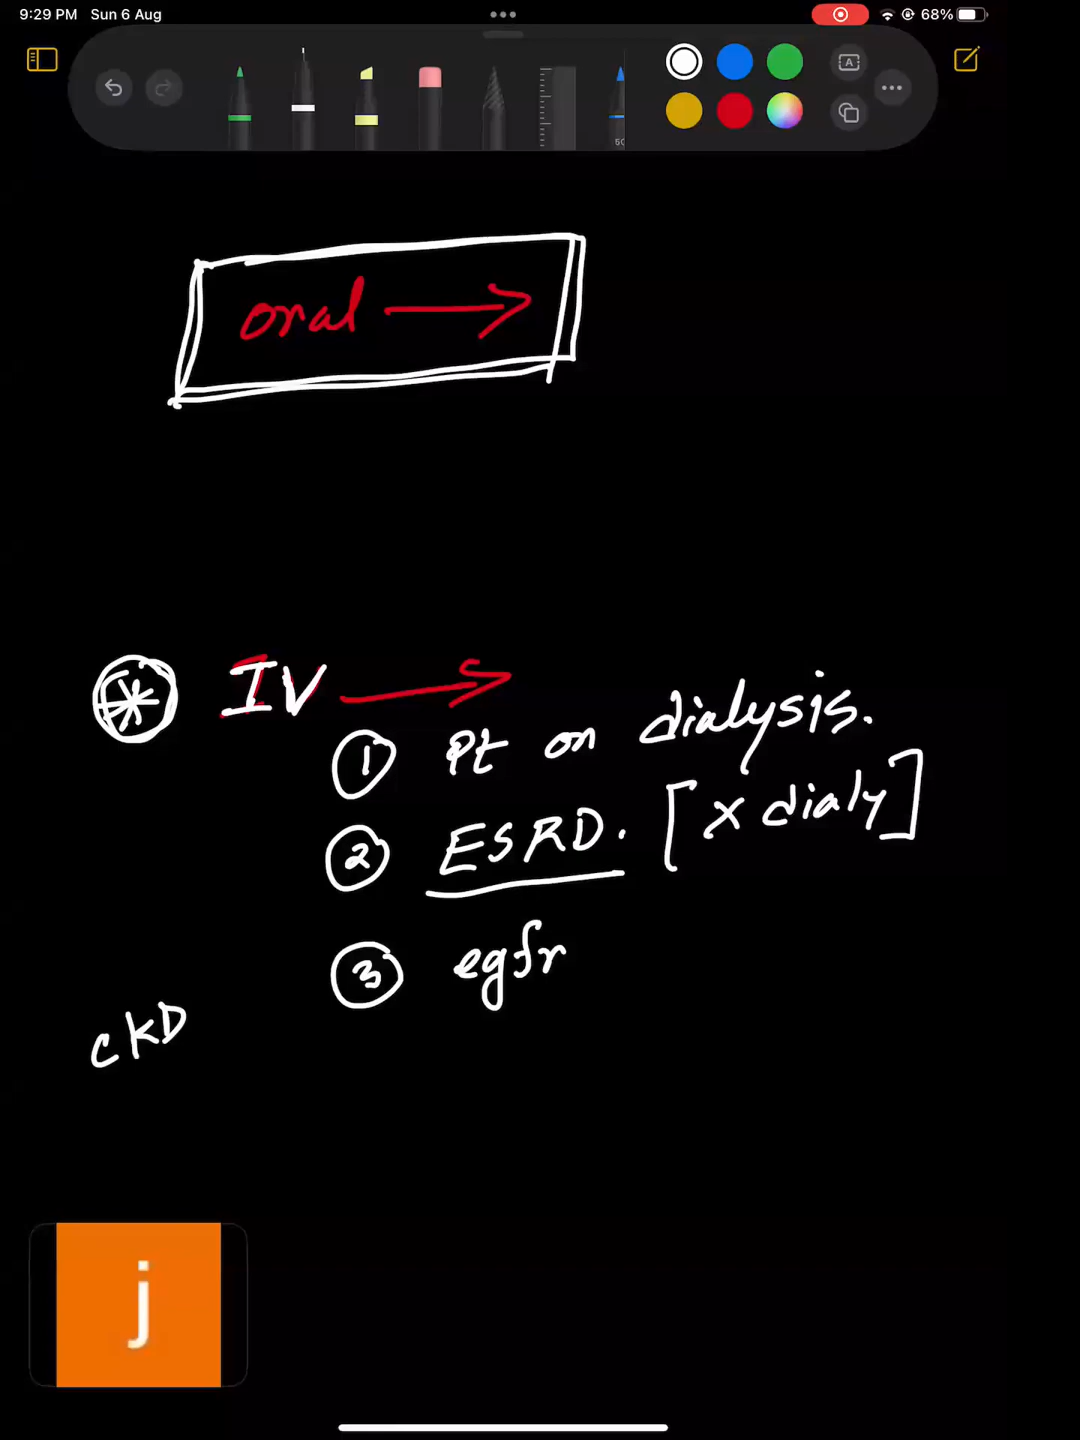 9:29 PM Sun 6 Aug 68%
oral →
IV →
① Pt on dialysis.
② ESRD. [x dialy]
③ egfr
CKD
j